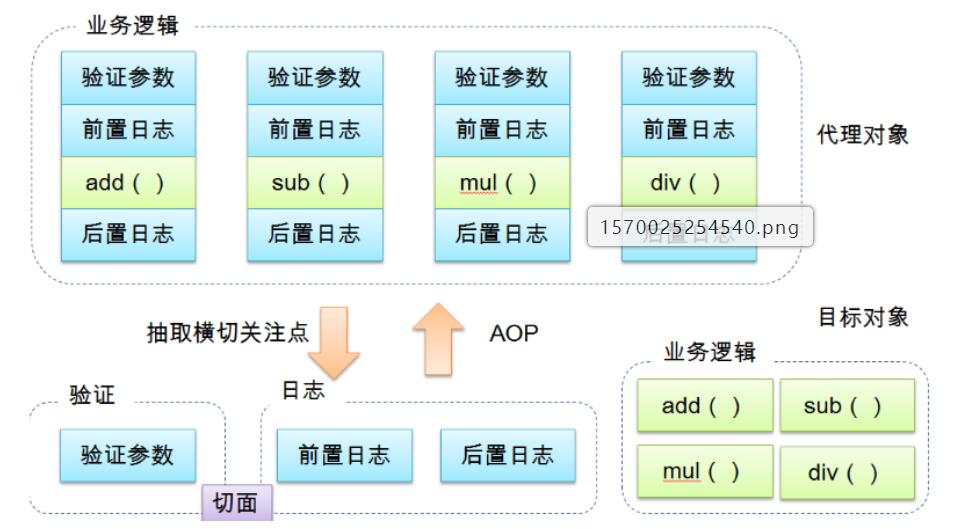 业务逻辑
验证参数 验证参数 验证参数 验证参数
前置日志 前置日志 前置日志 前置日志
代理对象
add（ ） sub（ ） mul（ ） div（ ）
后置日志 后置日志 后置日志 后置日志
1570025254540.png
抽取横切关注点
AOP
目标对象
业务逻辑
验证
日志
add（ ） sub（ ）
验证参数 前置日志 后置日志
mul（ ） div（ ）
切面